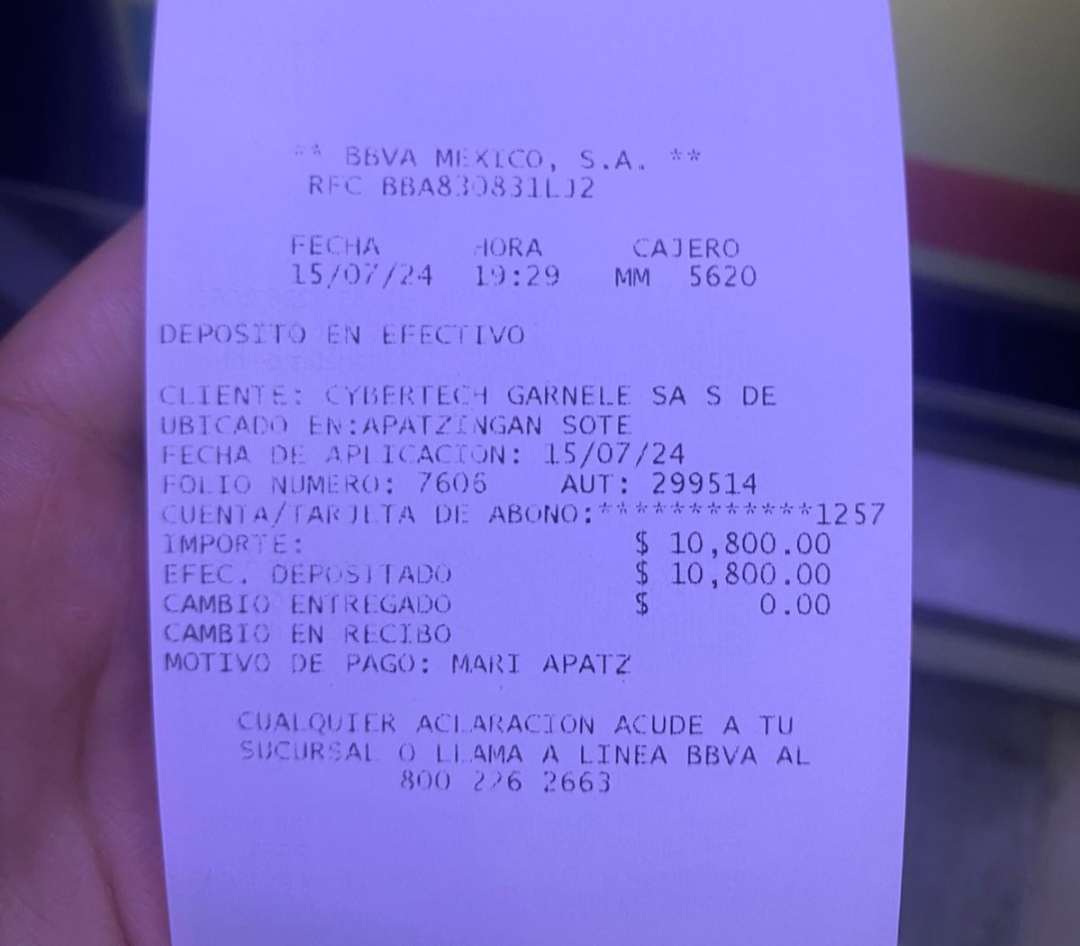 ** BBVA MEXICO, S.A. **
RFC BBA830831LJ2
FECHA HORA CAJERO
15/07/24 19:29 MM 5620
DEPOSITO EN EFECTIVO
CLIENTE: CYBERTECH GARNELE SA S DE
UBICADO EN:APATZINGAN SOTE
FECHA DE APLICACION: 15/07/24
FOLIO NUMERO: 7606 AUT: 299514
CUENTA/TARJETA DE ABONO:************1257
IMPORTE: $ 10,800.00
EFEC. DEPOSITADO $ 10,800.00
CAMBIO ENTREGADO $ 0.00
CAMBIO EN RECIBO
MOTIVO DE PAGO: MARI APATZ
CUALQUIER ACLARACION ACUDE A TU
SUCURSAL O LLAMA A LINEA BBVA AL
800 226 2663